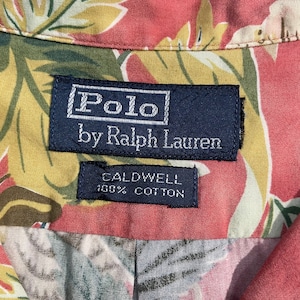 Polo
by Ralph Lauren
CALDWELL
100% COTTON